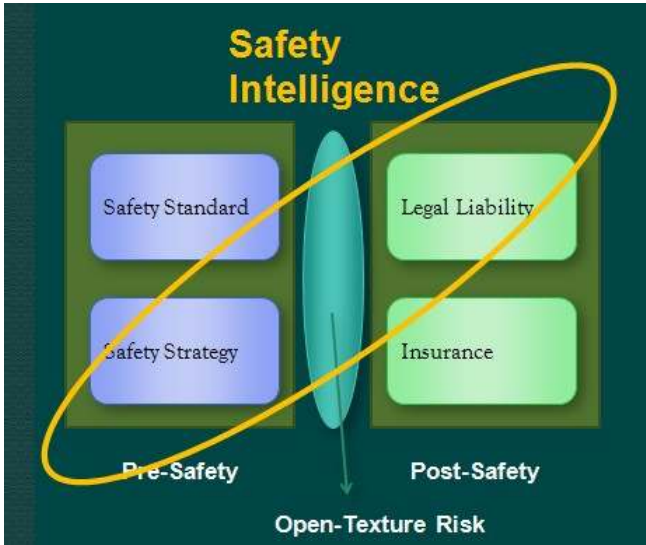 Safety
Intelligence
Safety Standard
Legal Liability
Safety Strategy
Insurance
Pre-Safety
Post-Safety
Open-Texture Risk